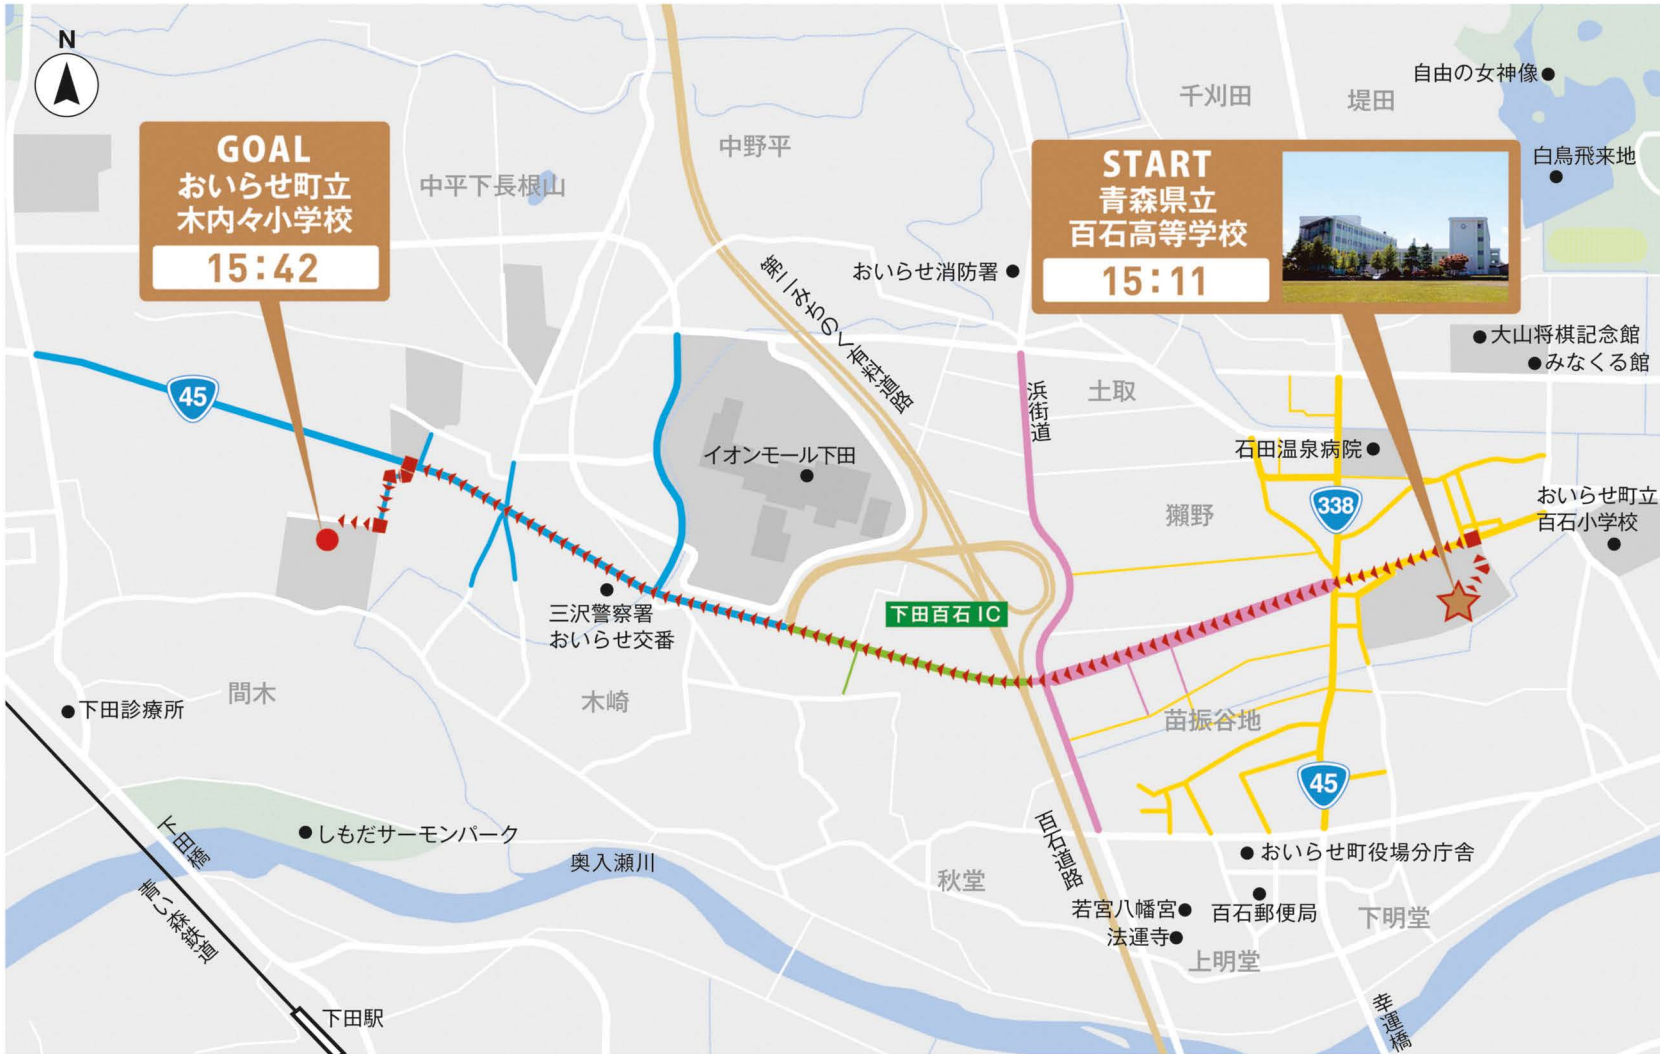 N
自由の女神像
千刈田
堤田
中野平
白鳥飛来地
GOAL
おいらせ町立
木内々小学校
15:42
中平下長根山
START
青森県立
百石高等学校
15:11
おいらせ消防署
第二みちのく有料道路
大山将棋記念館
みなくる館
浜街道
土取
45
イオンモール下田
石田温泉病院
338
獺野
おいらせ町立
百石小学校
下田百石 IC
三沢警察署
おいらせ交番
間木
木崎
下田診療所
苗振谷地
45
しもだサーモンパーク
下田橋
奥入瀬川
百石道路
おいらせ町役場分庁舎
青い森鉄道
秋堂
若宮八幡宮
百石郵便局
下明堂
法運寺
上明堂
下田駅
幸運橋